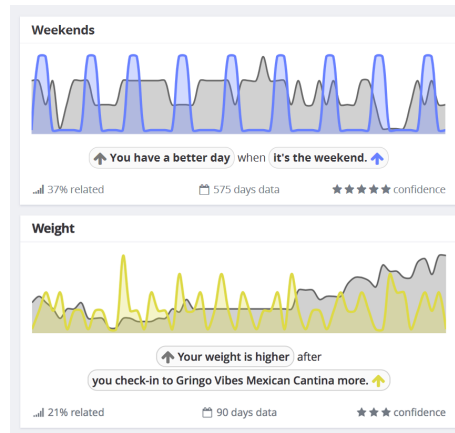 Weekends
You have a better day when it's the weekend.
37% related 575 days data confidence
Weight
Your weight is higher after
you check-in to Gringo Vibes Mexican Cantina more.
21% related 90 days data confidence